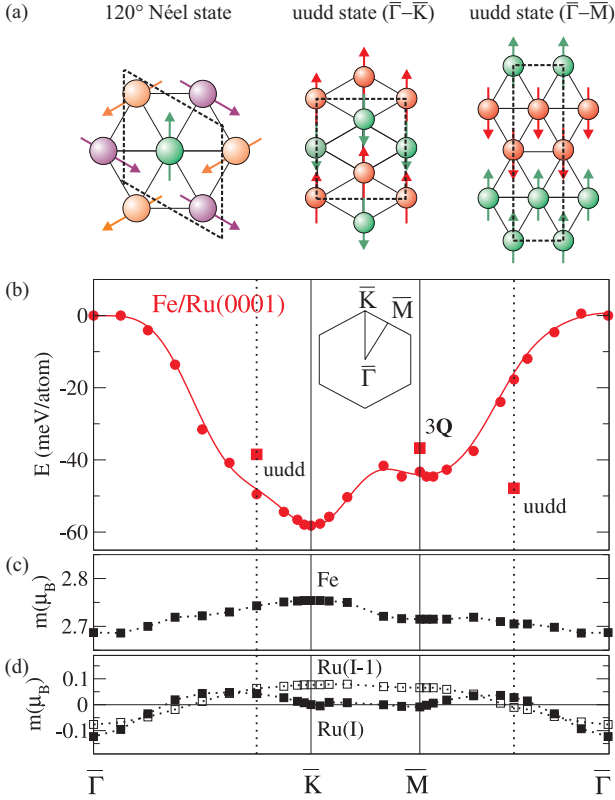 (a)
120° Néel state
uudd state (Γ̅–K̅)
uudd state (Γ̅–M̅)
(b)
Fe/Ru(0001)
K̅
M̅
Γ̅
3Q
uudd
uudd
E (meV/atom)
0
-20
-40
-60
(c)
m(μB)
2.8
2.7
Fe
(d)
m(μB)
0.1
0
-0.1
Ru(I-1)
Ru(I)
Γ̅
K̅
M̅
Γ̅